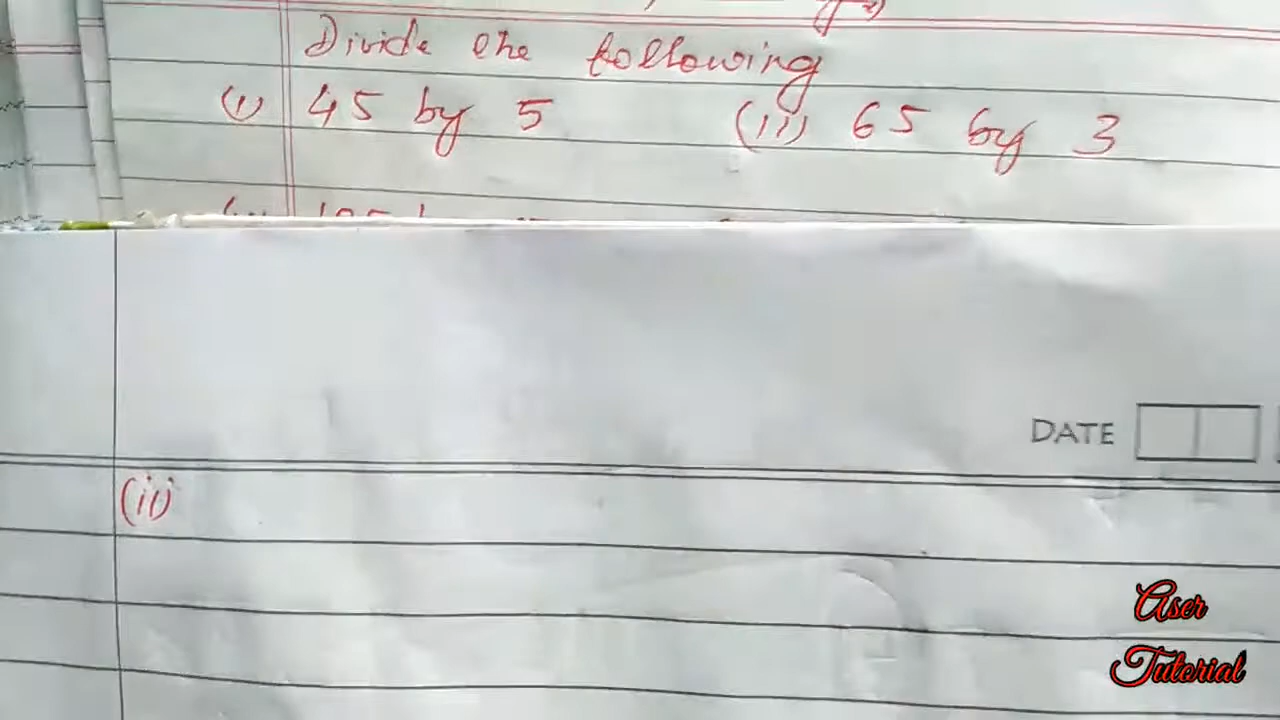 Divide the following
(i) 45 by 5 (ii) 65 by 3
DATE
(ii)
Aser
Tutorial